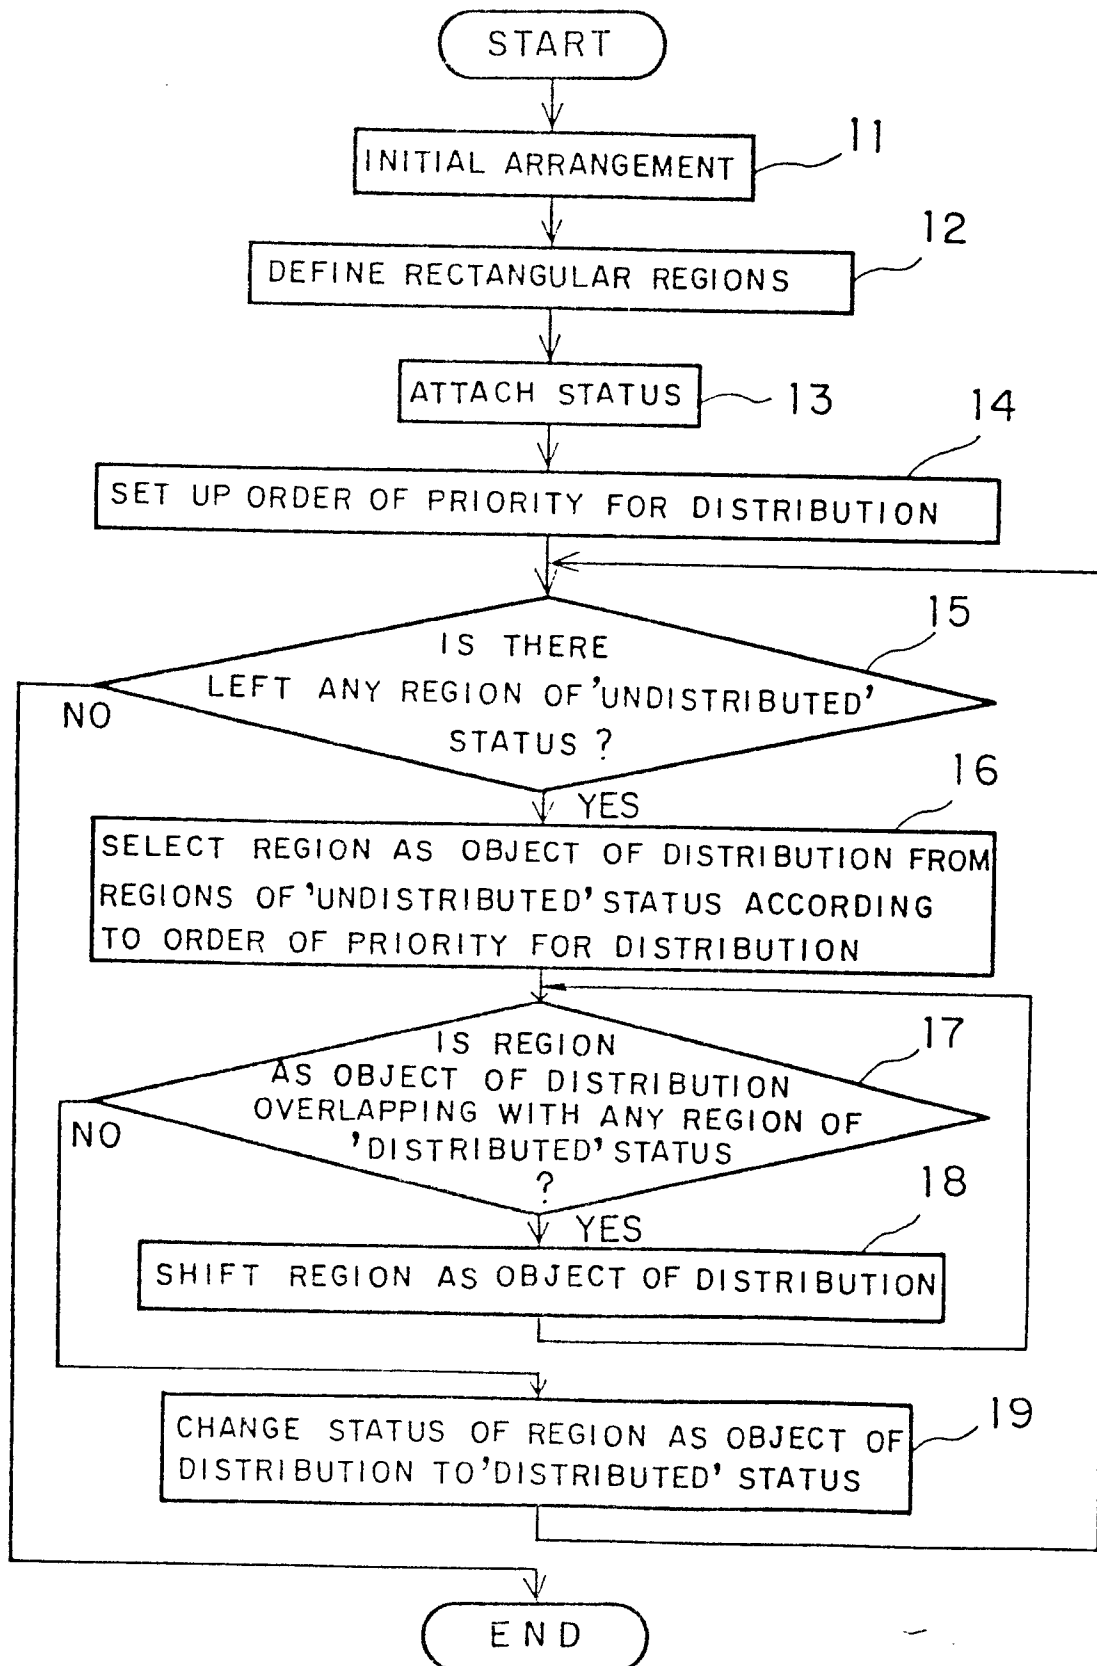 START
INITIAL ARRANGEMENT
11
DEFINE RECTANGULAR REGIONS
12
ATTACH STATUS
13
SET UP ORDER OF PRIORITY FOR DISTRIBUTION
14
IS THERE
LEFT ANY REGION OF 'UNDISTRIBUTED'
STATUS ?
15
NO
YES
SELECT REGION AS OBJECT OF DISTRIBUTION FROM
REGIONS OF 'UNDISTRIBUTED' STATUS ACCORDING
TO ORDER OF PRIORITY FOR DISTRIBUTION
16
IS REGION
AS OBJECT OF DISTRIBUTION
OVERLAPPING WITH ANY REGION OF
'DISTRIBUTED' STATUS
?
17
NO
YES
SHIFT REGION AS OBJECT OF DISTRIBUTION
18
CHANGE STATUS OF REGION AS OBJECT OF
DISTRIBUTION TO 'DISTRIBUTED' STATUS
19
END